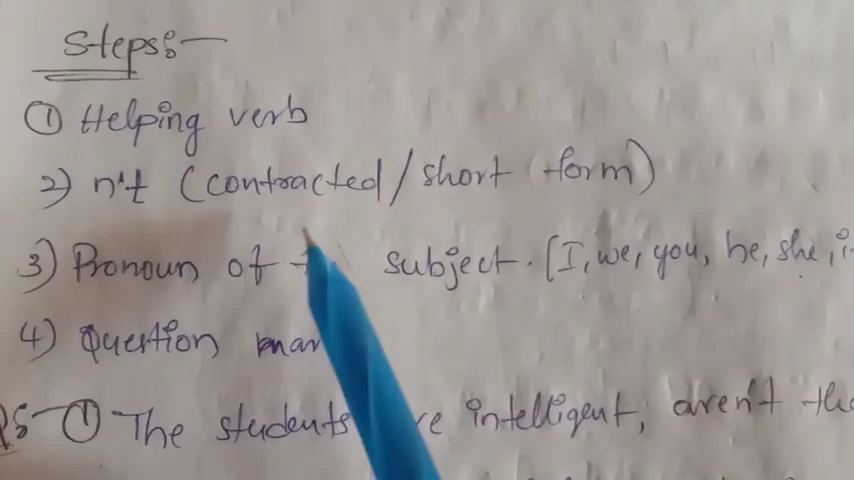 Steps:-
① Helping verb
2) n't (contracted/short form)
3) Pronoun of subject. [I, we, you, he, she,
4) Question
① The students intelligent, aren't